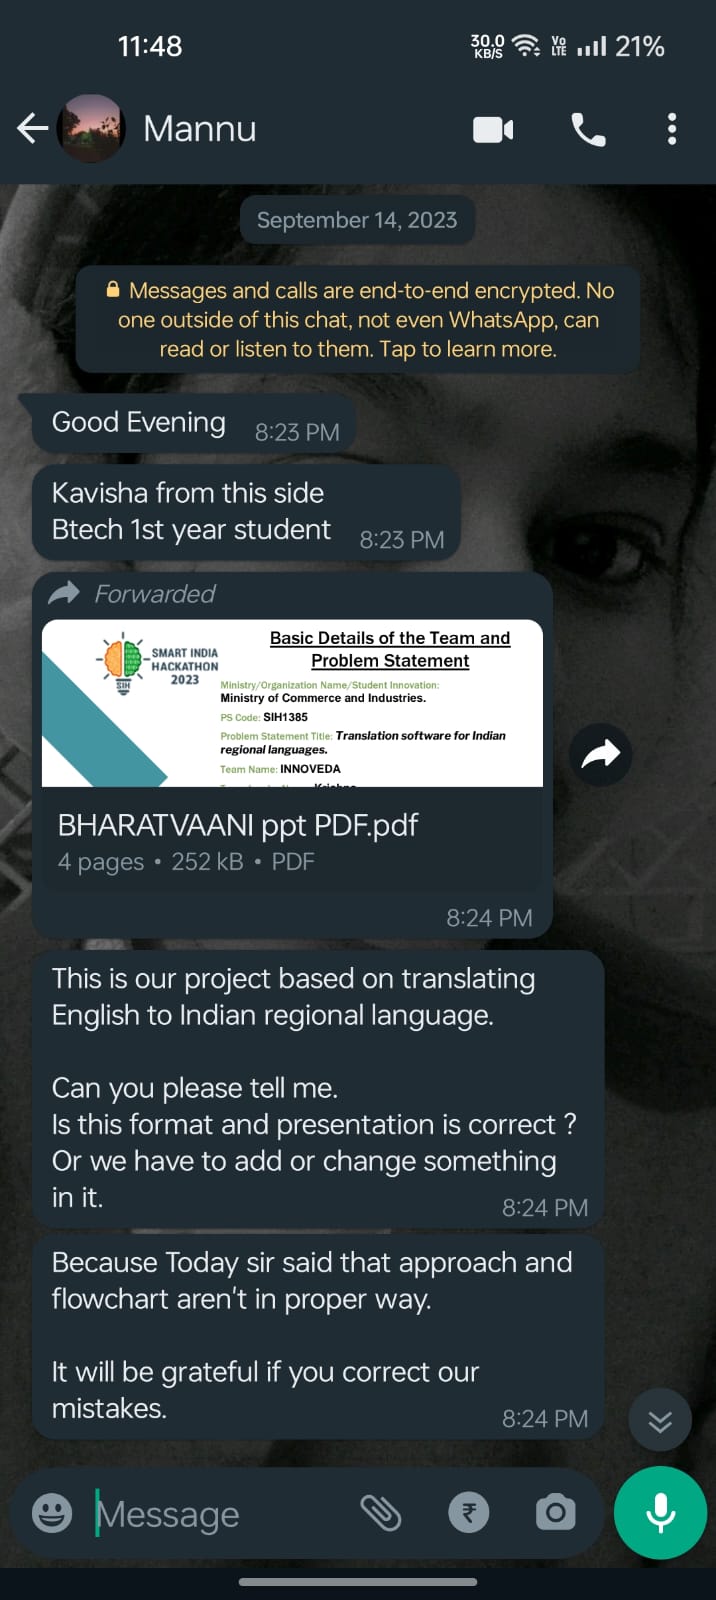 11:48
30.0
KB/S
Vo
LTE
21%
Mannu
September 14, 2023
Messages and calls are end-to-end encrypted. No
one outside of this chat, not even WhatsApp, can
read or listen to them. Tap to learn more.
Good Evening
8:23 PM
Kavisha from this side
Btech 1st year student
8:23 PM
Forwarded
SMART INDIA
HACKATHON
2023
SIH
Basic Details of the Team and
Problem Statement
Ministry/Organization Name/Student Innovation:
Ministry of Commerce and Industries.
PS Code: SIH1385
Problem Statement Title: Translation software for Indian
regional languages.
Team Name: INNOVEDA
BHARATVAANI ppt PDF.pdf
4 pages • 252 kB • PDF
8:24 PM
This is our project based on translating
English to Indian regional language.
Can you please tell me.
Is this format and presentation is correct ?
Or we have to add or change something
in it.
8:24 PM
Because Today sir said that approach and
flowchart aren't in proper way.
It will be grateful if you correct our
mistakes.
8:24 PM
Message
₹